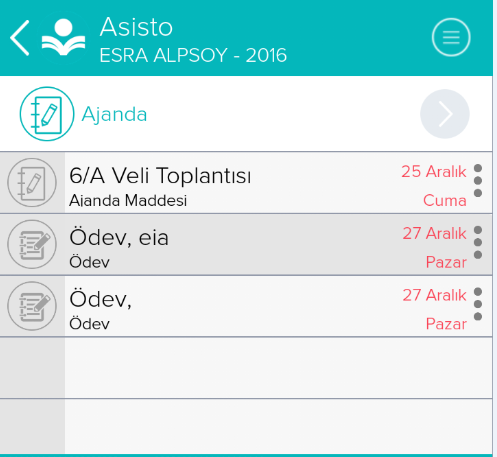 Asisto
ESRA ALPSOY - 2016
Ajanda
6/A Veli Toplantısı
Ajanda Maddesi
25 Aralık
Cuma
Ödev, eia
Ödev
27 Aralık
Pazar
Ödev,
Ödev
27 Aralık
Pazar